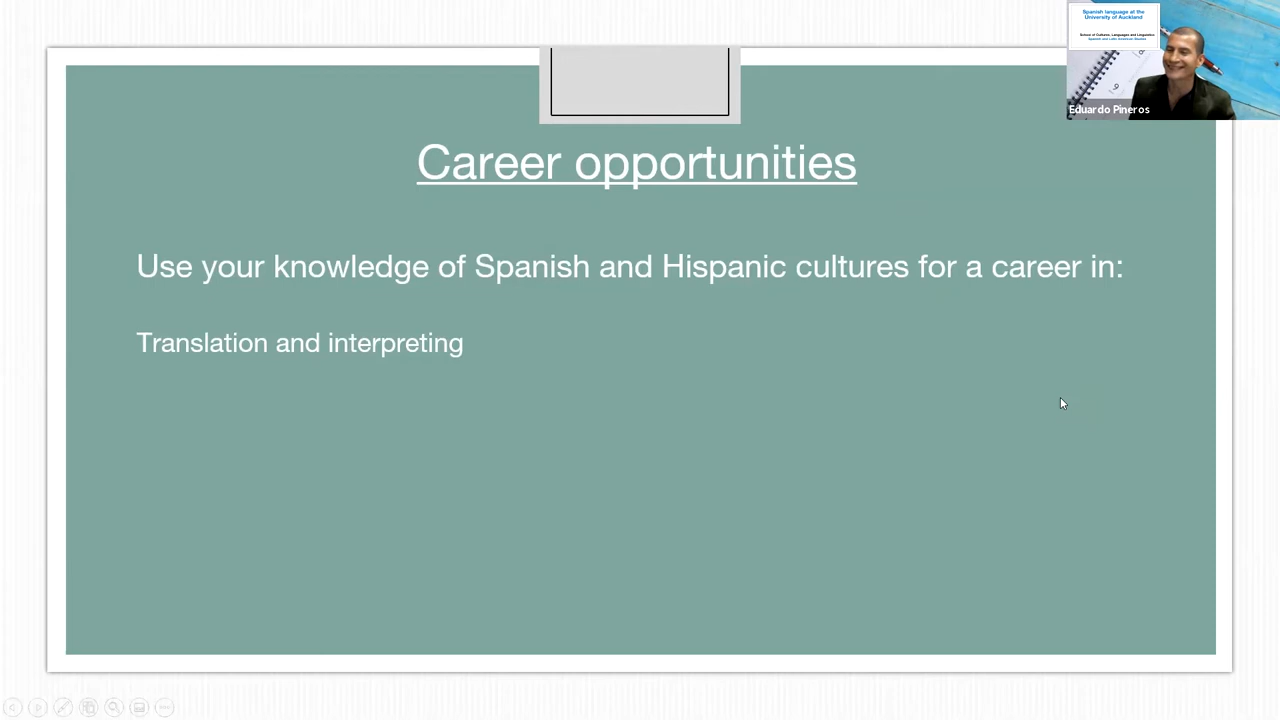 Spanish language at the
University of Auckland
School of Cultures, Languages and Linguistics
Spanish and Latin American Studies
Eduardo Pineros
Career opportunities
Use your knowledge of Spanish and Hispanic cultures for a career in:
Translation and interpreting